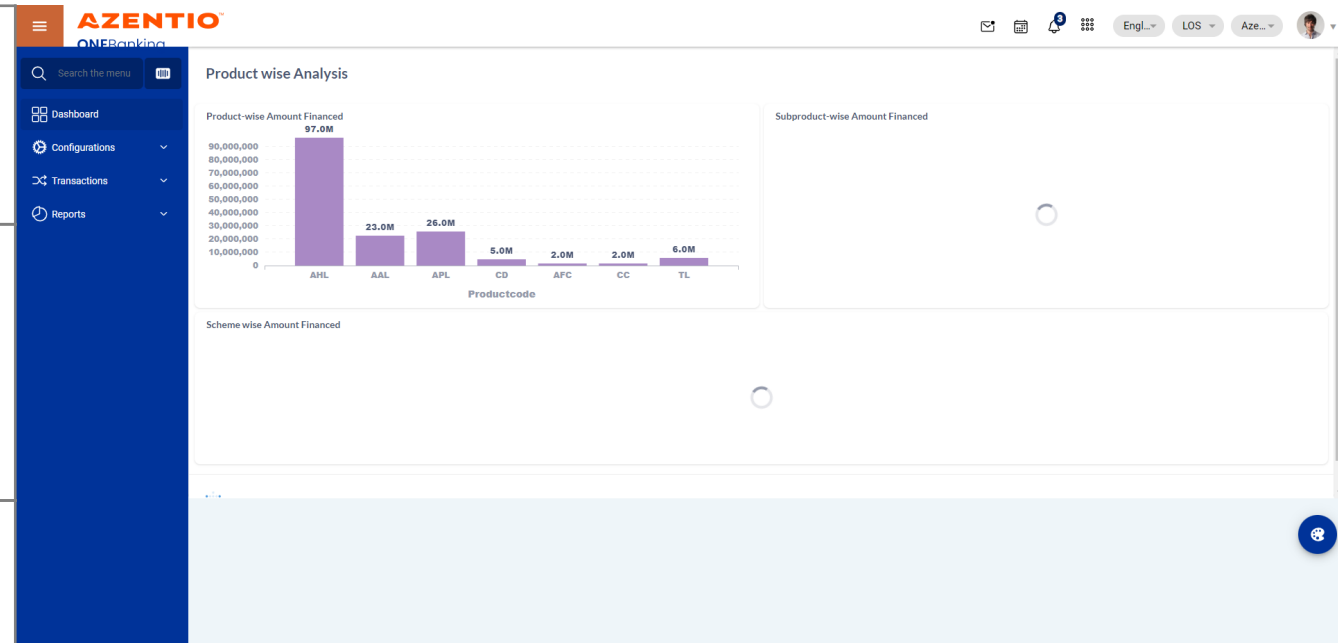 AZENTIO™
ONEBanking
3
Engl...
LOS
Aze...
Search the menu
Dashboard
Configurations
Transactions
Reports
Product wise Analysis
Product-wise Amount Financed
97.0M
90,000,000
80,000,000
70,000,000
60,000,000
50,000,000
40,000,000
30,000,000
20,000,000
10,000,000
0
23.0M
26.0M
5.0M
2.0M
2.0M
6.0M
AHL AAL APL CD AFC CC TL
Productcode
Subproduct-wise Amount Financed
Scheme wise Amount Financed